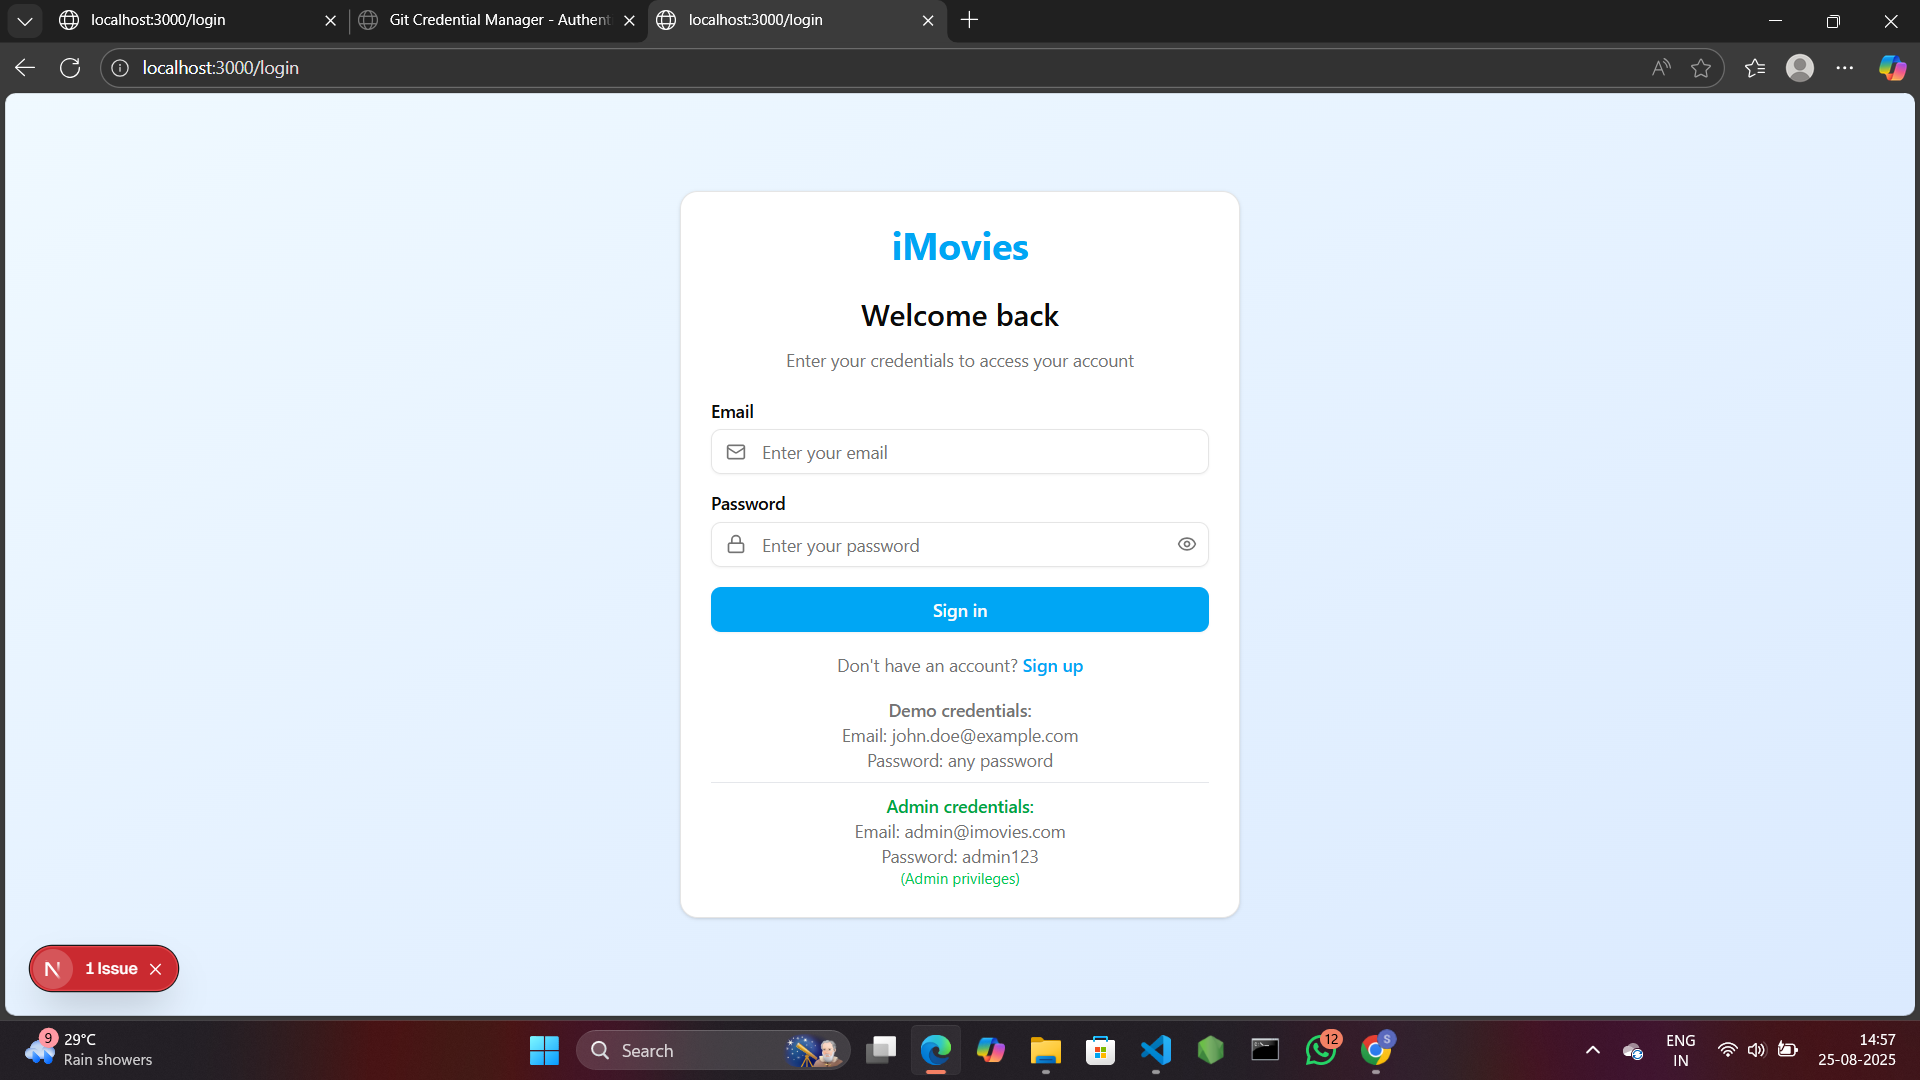 localhost:3000/login
Git Credential Manager - Authent
localhost:3000/login
localhost:3000/login
iMovies
Welcome back
Enter your credentials to access your account
Email
Enter your email
Password
Enter your password
Sign in
Don't have an account? Sign up
Demo credentials:
Email: john.doe@example.com
Password: any password
Admin credentials:
Email: admin@imovies.com
Password: admin123
(Admin privileges)
N 1 Issue
9
29°C
Rain showers
Search
12
S
ENG
IN
14:57
25-08-2025